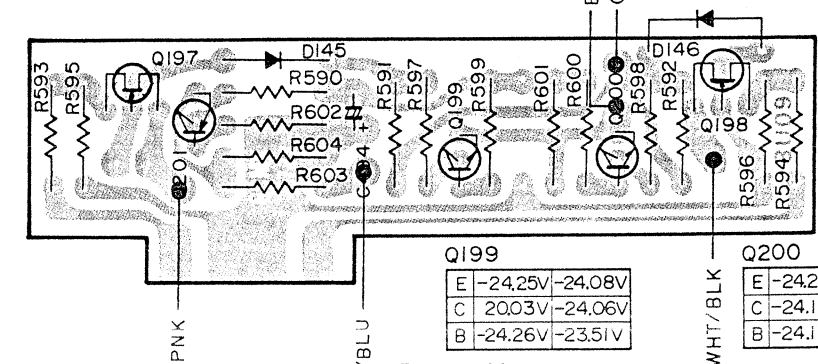 Q197
D145
D146
R593
R595
R590
R591
R597
R599
R601
R600
R598
R592
R602
Q199
Q200
Q198
R604
R603
R596
R594
Q199
Q200
E -24.25V -24.08V
E -24.2
C 20.03V -24.06V
C -24.1
B -24.26V -23.51V
B -24.1
PNK
/BLU
WHT/BLK